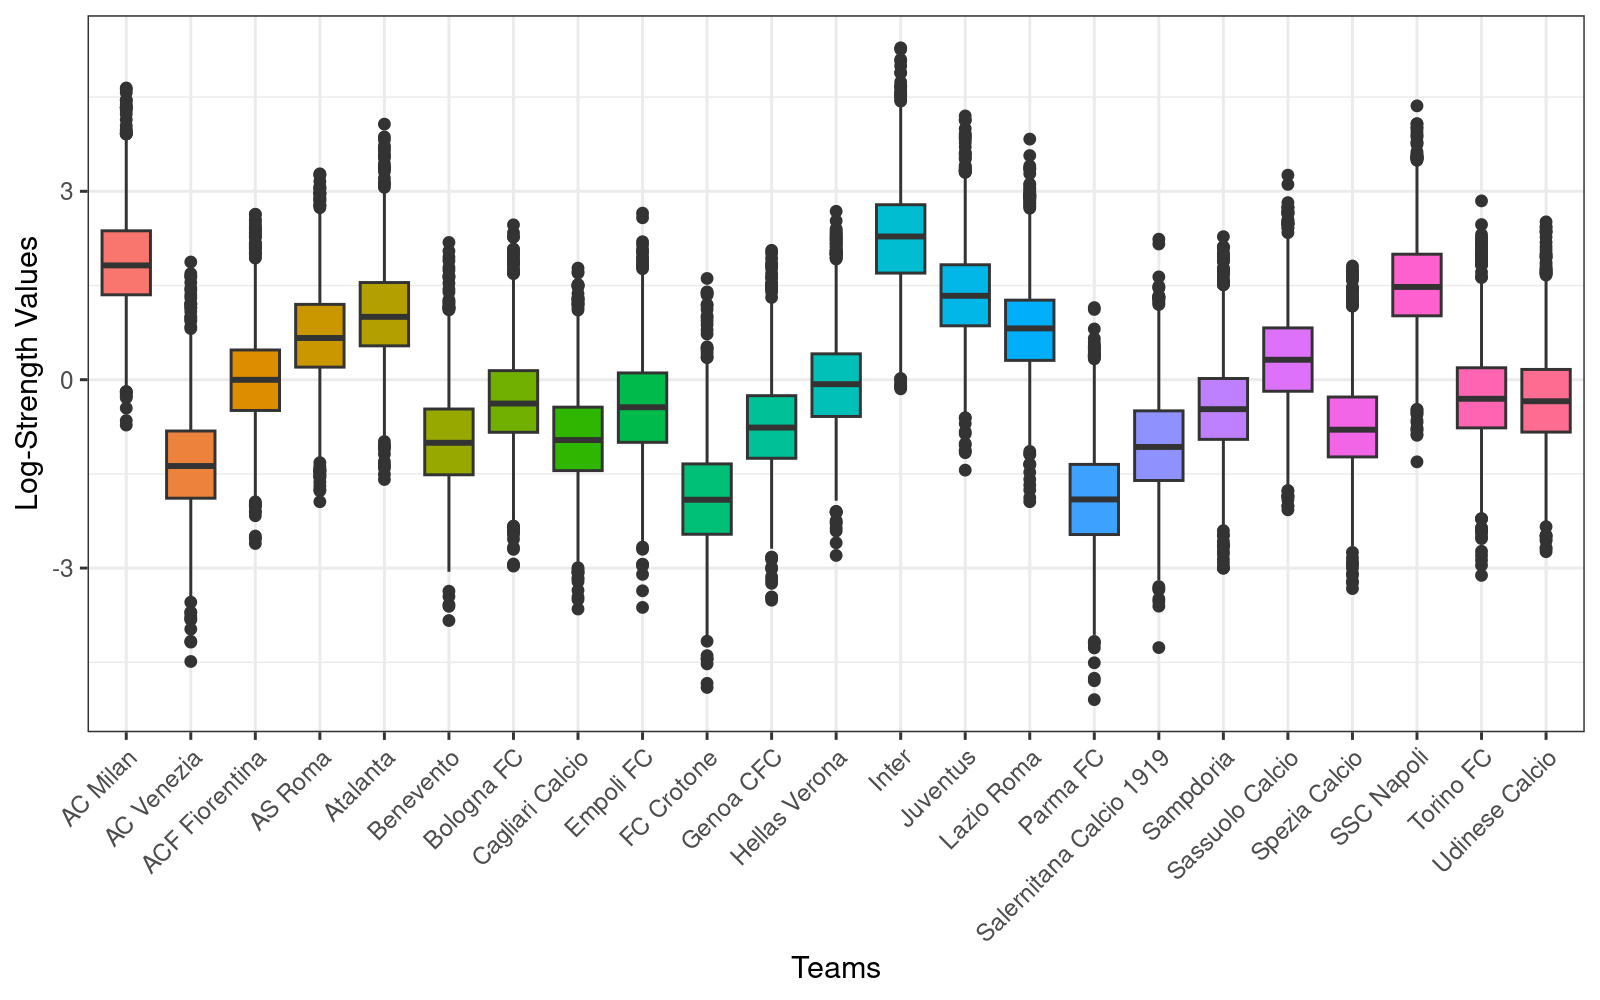 Log-Strength Values
3
0
-3
AC Milan
AC Venezia
ACF Fiorentina
AS Roma
Atalanta
Benevento
Bologna FC
Cagliari Calcio
Empoli FC
FC Crotone
Genoa CFC
Hellas Verona
Inter
Juventus
Lazio Roma
Parma FC
Salernitana Calcio 1919
Sampdoria
Sassuolo Calcio
Spezia Calcio
SSC Napoli
Torino FC
Udinese Calcio
Teams